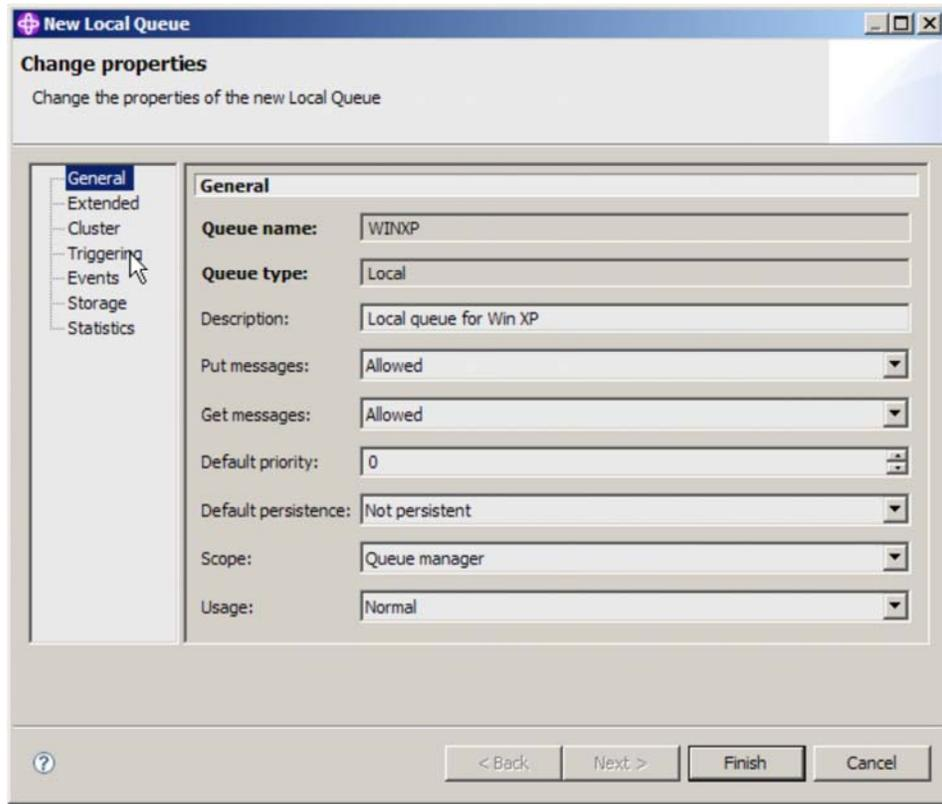 New Local Queue
Change properties
Change the properties of the new Local Queue
General
Extended
Cluster
Triggering
Events
Storage
Statistics
General
Queue name: WINXP
Queue type: Local
Description: Local queue for Win XP
Put messages: Allowed
Get messages: Allowed
Default priority: 0
Default persistence: Not persistent
Scope: Queue manager
Usage: Normal
?
< Back Next > Finish Cancel